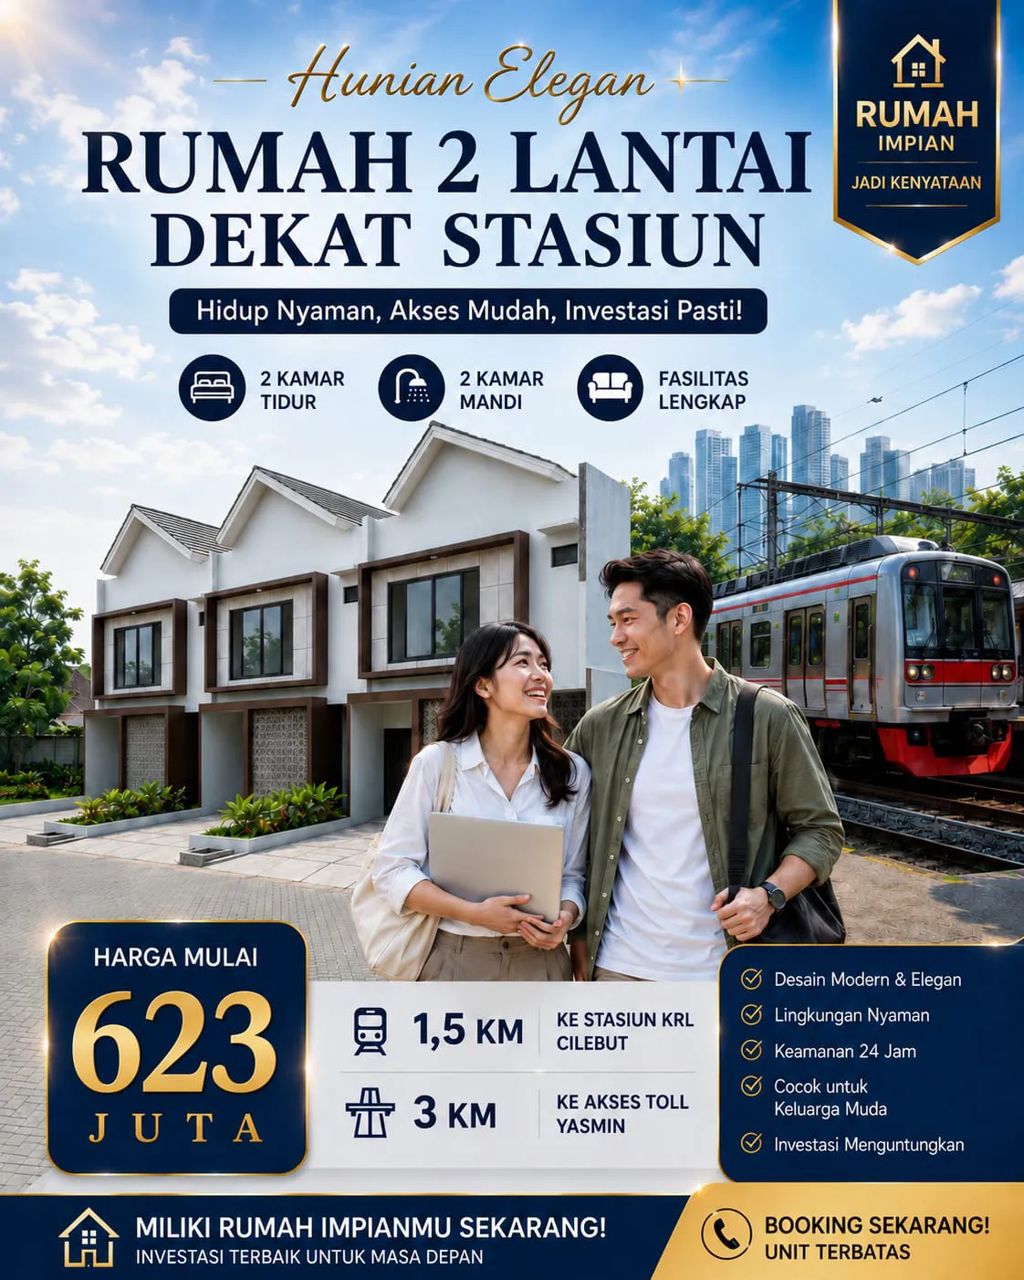 Hunian Elegan
RUMAH 2 LANTAI
DEKAT STASIUN
Hidup Nyaman, Akses Mudah, Investasi Pasti!
RUMAH
IMPIAN
JADI KENYATAAN
2 KAMAR
TIDUR
2 KAMAR
MANDI
FASILITAS
LENGKAP
HARGA MULAI
623
JUTA
1,5 KM
KE STASIUN KRL
CILEBUT
3 KM
KE AKSES TOLL
YASMIN
Desain Modern & Elegan
Lingkungan Nyaman
Keamanan 24 Jam
Cocok untuk
Keluarga Muda
Investasi Menguntungkan
MILIKI RUMAH IMPIANMU SEKARANG!
INVESTASI TERBAIK UNTUK MASA DEPAN
BOOKING SEKARANG!
UNIT TERBATAS